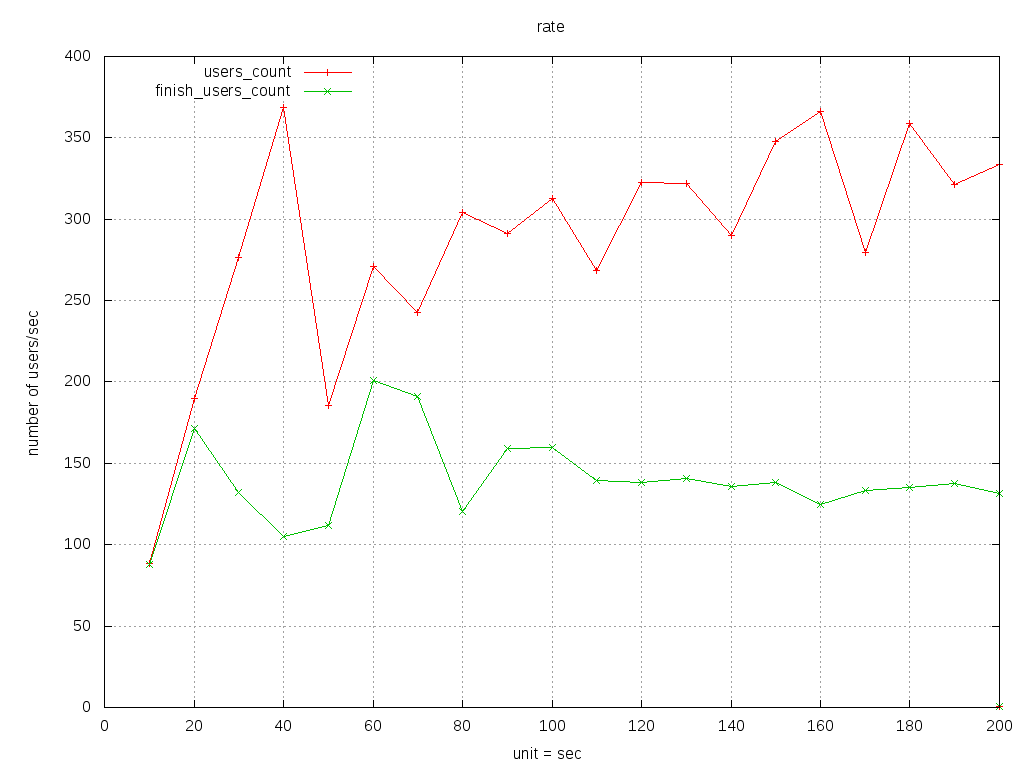 rate
400
350
300
250
200
150
100
50
0
users_count
finish_users_count
number of users/sec
0 20 40 60 80 100 120 140 160 180 200
unit = sec